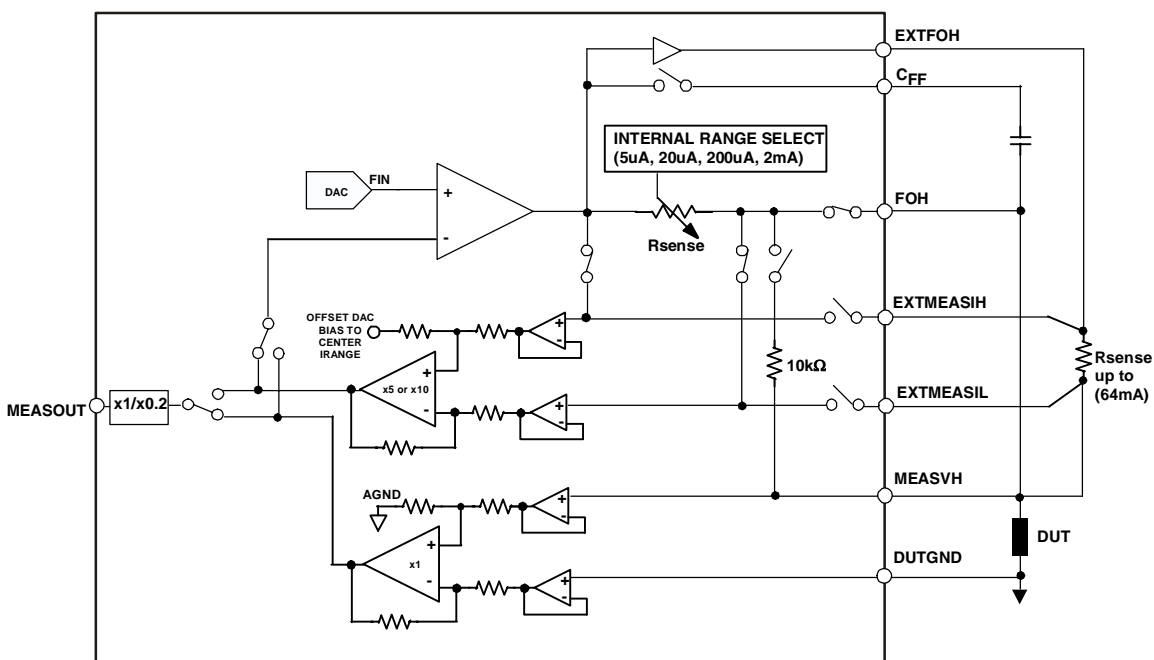 EXTFOH
CFF
INTERNAL RANGE SELECT
(5uA, 20uA, 200uA, 2mA)
DAC
FIN
+
-
FOH
Rsense
EXTMEASIH
OFFSET DAC
BIAS TO
CENTER
IRANGE
+
-
+
x5 or x10
-
10kΩ
Rsense
up to
(64mA)
MEASOUT
x1/x0.2
EXTMEASIL
+
-
AGND
MEASVH
+
-
+
x1
-
DUT
DUTGND
+
-